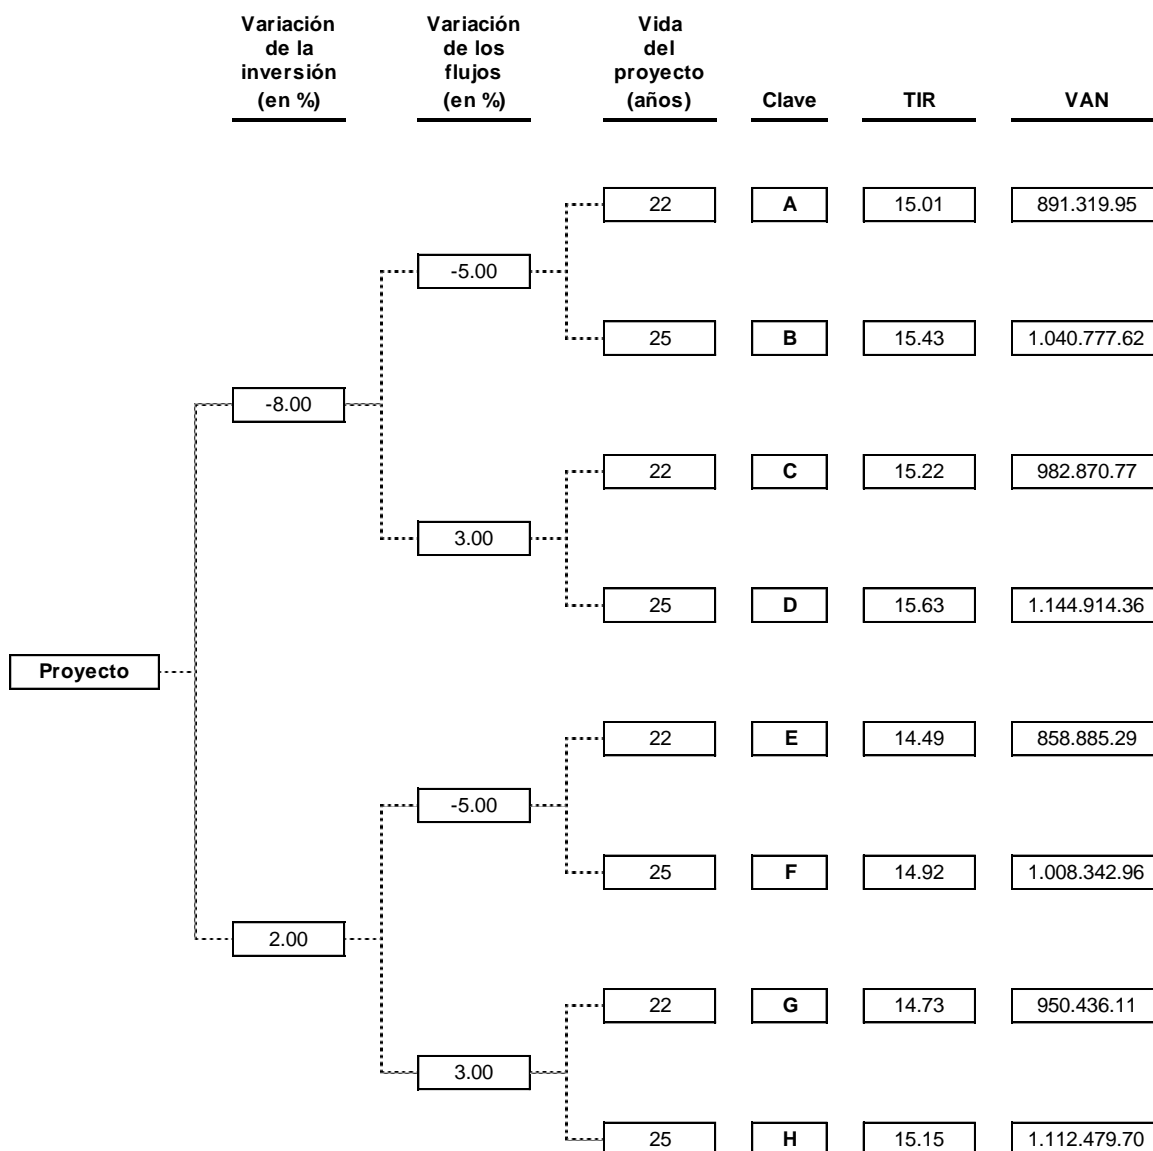 Variación
de la
inversión
(en %)
Variación
de los
flujos
(en %)
Vida
del
proyecto
(años)
Clave
TIR
VAN
22 A 15.01 891.319.95
-5.00
25 B 15.43 1.040.777.62
-8.00
22 C 15.22 982.870.77
3.00
25 D 15.63 1.144.914.36
Proyecto
22 E 14.49 858.885.29
-5.00
25 F 14.92 1.008.342.96
2.00
22 G 14.73 950.436.11
3.00
25 H 15.15 1.112.479.70